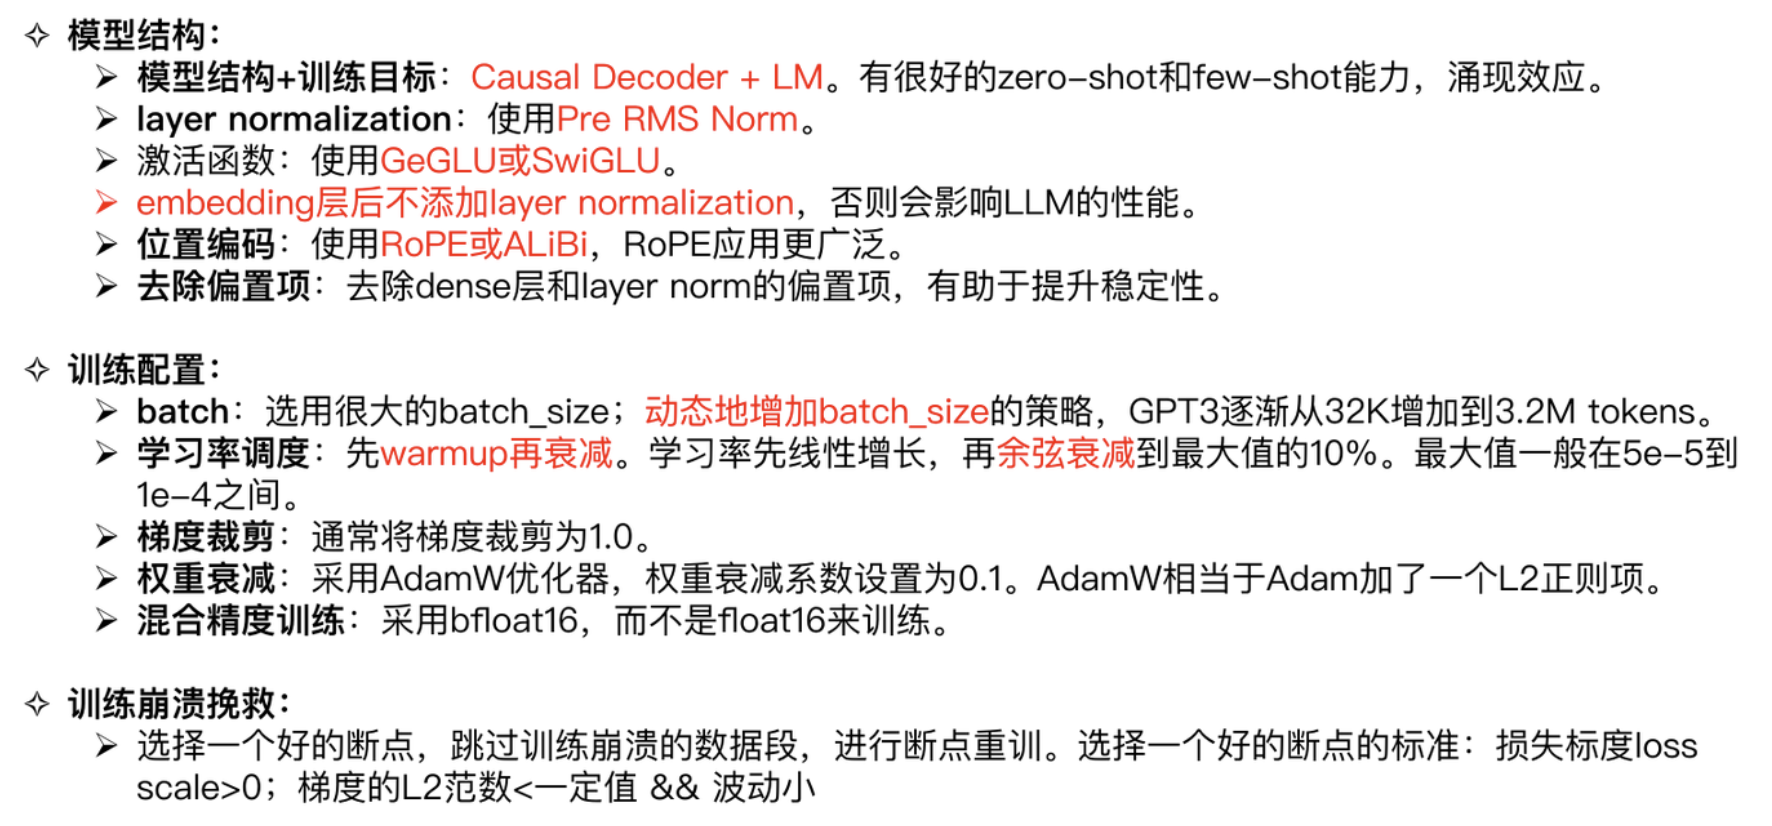 ✧ 模型结构：
➢ 模型结构+训练目标：Causal Decoder + LM。有很好的zero-shot和few-shot能力，涌现效应。
➢ layer normalization：使用Pre RMS Norm。
➢ 激活函数：使用GeGLU或SwiGLU。
➢ embedding层后不添加layer normalization，否则会影响LLM的性能。
➢ 位置编码：使用RoPE或ALiBi，RoPE应用更广泛。
➢ 去除偏置项：去除dense层和layer norm的偏置项，有助于提升稳定性。
✧ 训练配置：
➢ batch：选用很大的batch_size；动态地增加batch_size的策略，GPT3逐渐从32K增加到3.2M tokens。
➢ 学习率调度：先warmup再衰减。学习率先线性增长，再余弦衰减到最大值的10%。最大值一般在5e-5到
1e-4之间。
➢ 梯度裁剪：通常将梯度裁剪为1.0。
➢ 权重衰减：采用AdamW优化器，权重衰减系数设置为0.1。AdamW相当于Adam加了一个L2正则项。
➢ 混合精度训练：采用bfloat16，而不是float16来训练。
✧ 训练崩溃挽救：
➢ 选择一个好的断点，跳过训练崩溃的数据段，进行断点重训。选择一个好的断点的标准：损失标度loss
scale>0；梯度的L2范数<一定值 && 波动小